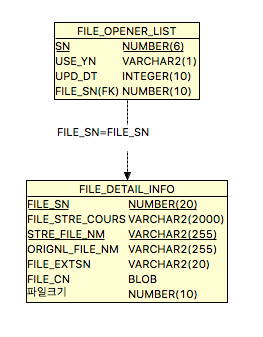 FILE_OPENER_LIST
SN NUMBER(6)
USE_YN VARCHAR2(1)
UPD_DT INTEGER(10)
FILE_SN(FK) NUMBER(10)
FILE_SN=FILE_SN
FILE_DETAIL_INFO
FILE_SN NUMBER(20)
FILE_STRE_COURS VARCHAR2(2000)
STRE_FILE_NM VARCHAR2(255)
ORIGNL_FILE_NM VARCHAR2(255)
FILE_EXTSN VARCHAR2(20)
FILE_CN BLOB
파일크기 NUMBER(10)